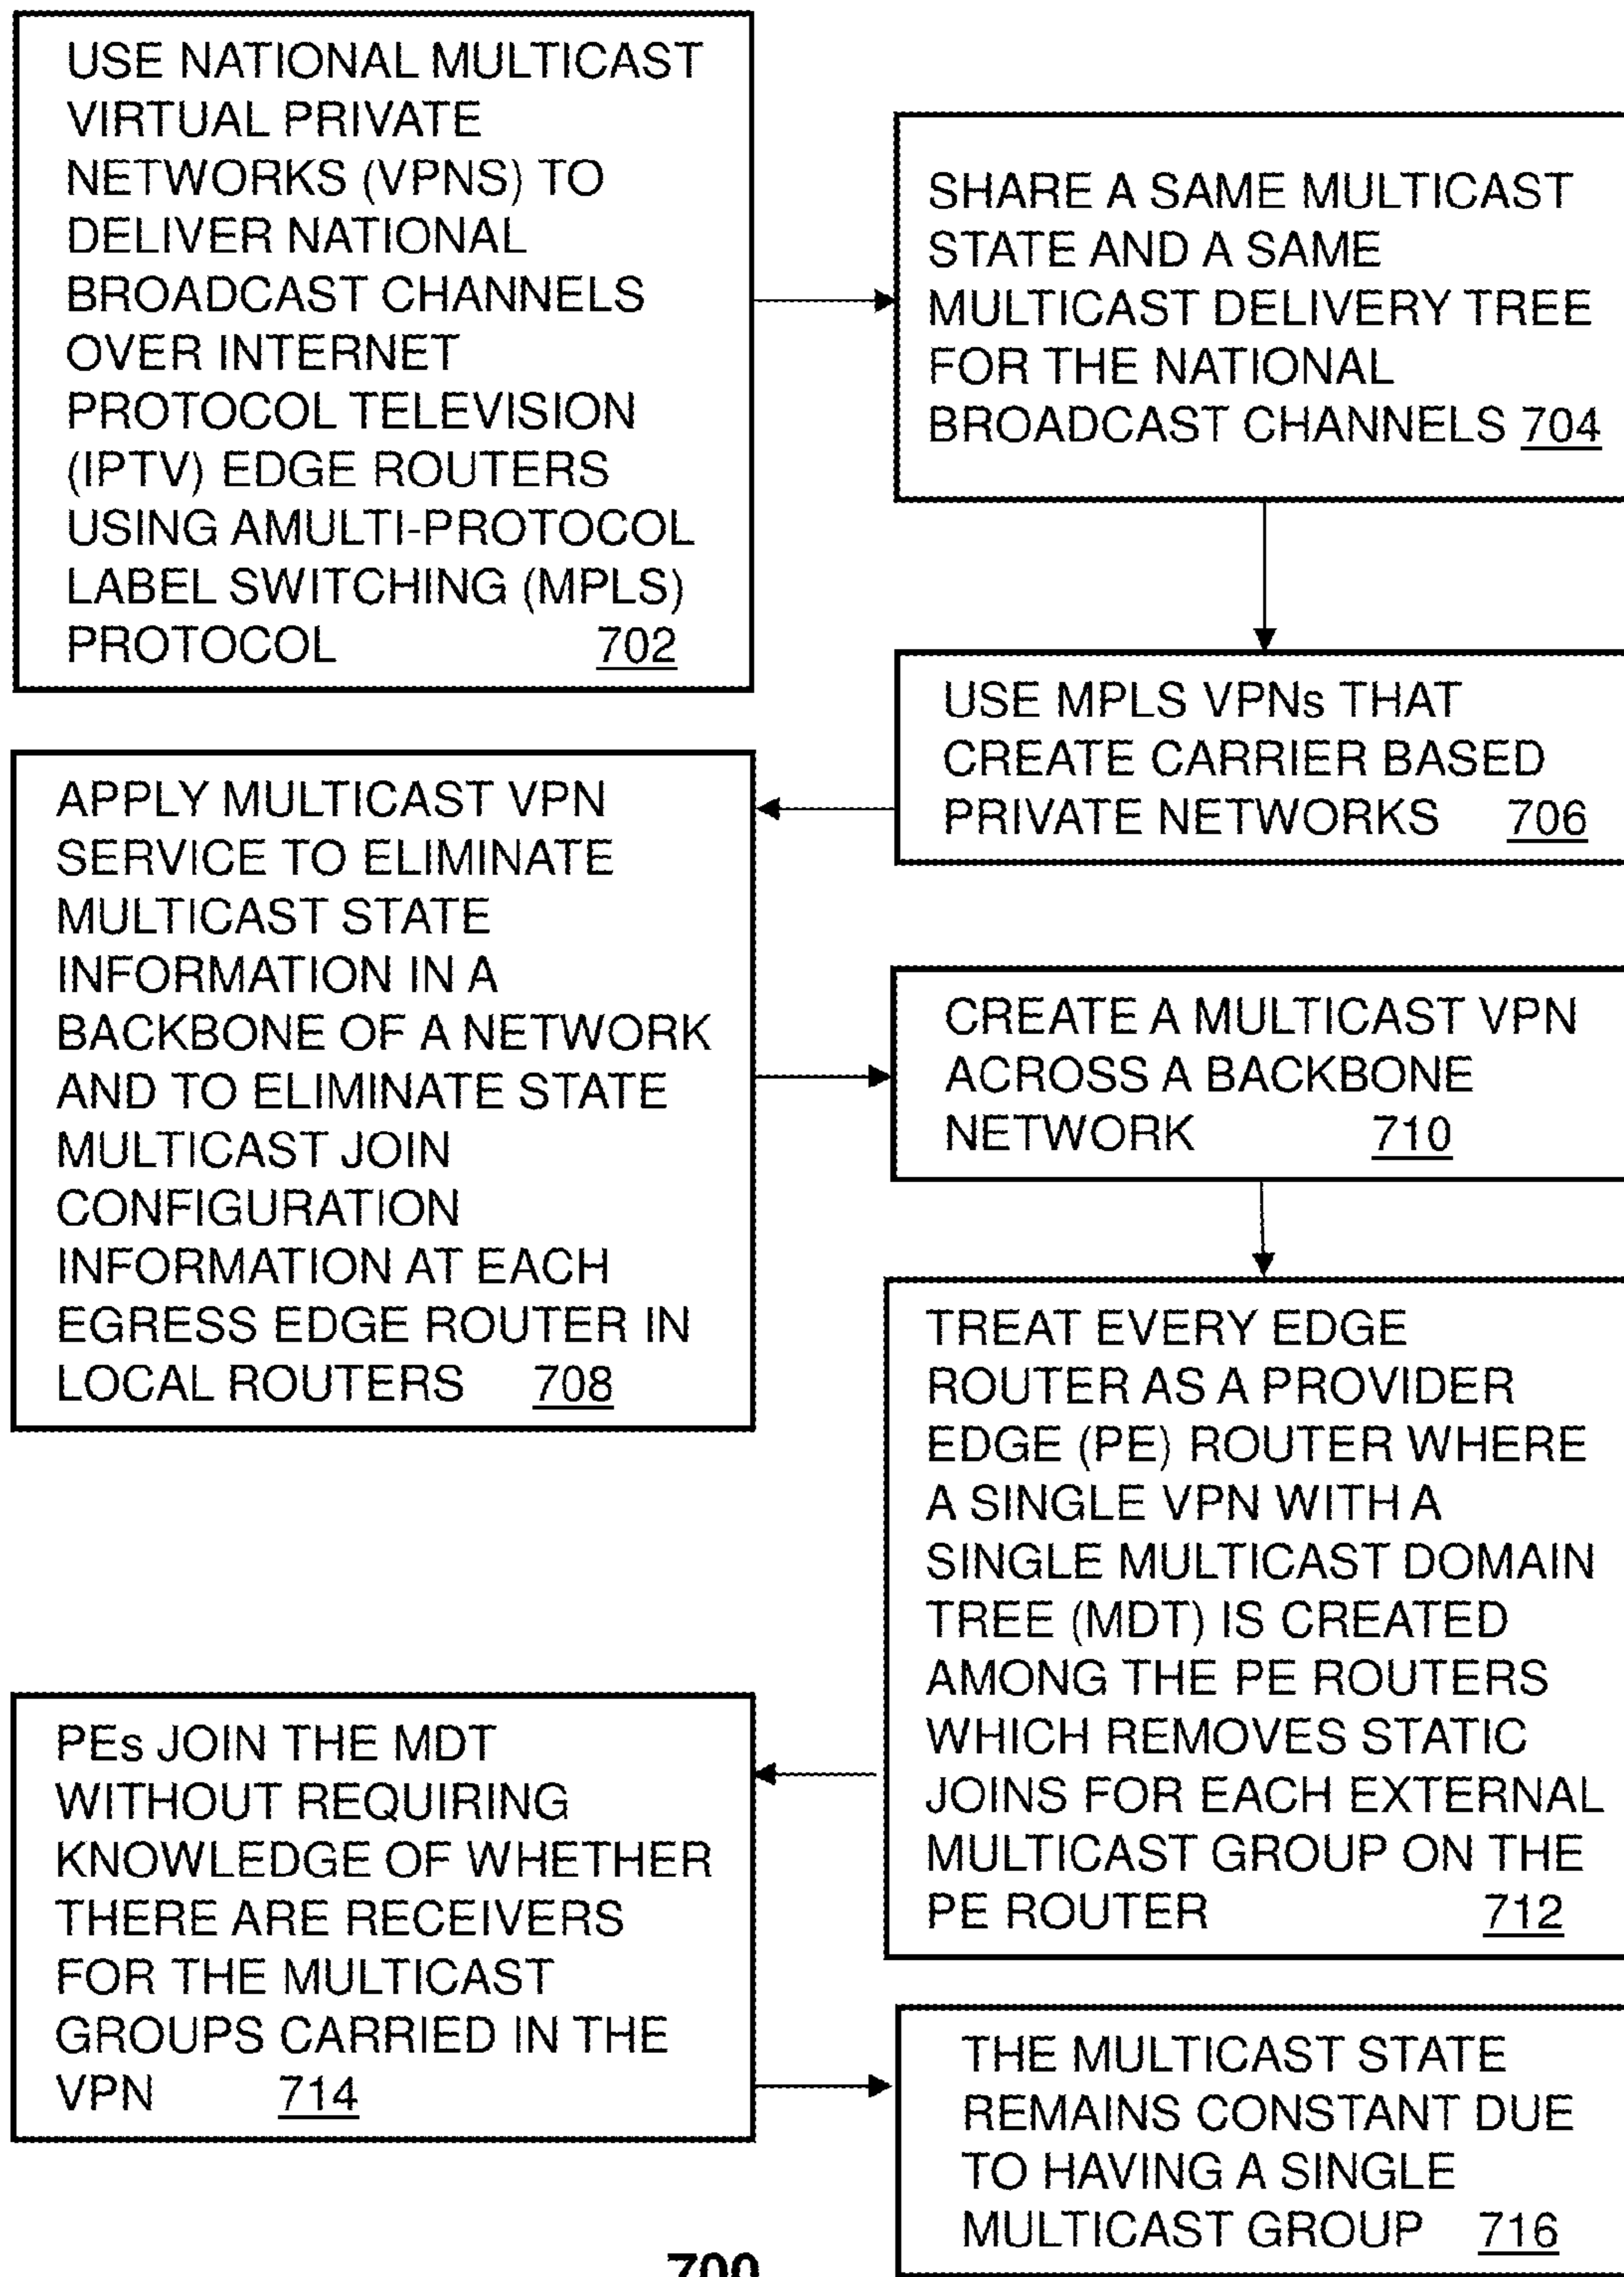 USE NATIONAL MULTICAST
VIRTUAL PRIVATE
NETWORKS (VPNS) TO
DELIVER NATIONAL
BROADCAST CHANNELS
OVER INTERNET
PROTOCOL TELEVISION
(IPTV) EDGE ROUTERS
USING AMULTI-PROTOCOL
LABEL SWITCHING (MPLS)
PROTOCOL 702
SHARE A SAME MULTICAST
STATE AND A SAME
MULTICAST DELIVERY TREE
FOR THE NATIONAL
BROADCAST CHANNELS 704
USE MPLS VPNs THAT
CREATE CARRIER BASED
PRIVATE NETWORKS 706
APPLY MULTICAST VPN
SERVICE TO ELIMINATE
MULTICAST STATE
INFORMATION IN A
BACKBONE OF A NETWORK
AND TO ELIMINATE STATE
MULTICAST JOIN
CONFIGURATION
INFORMATION AT EACH
EGRESS EDGE ROUTER IN
LOCAL ROUTERS 708
CREATE A MULTICAST VPN
ACROSS A BACKBONE
NETWORK 710
TREAT EVERY EDGE
ROUTER AS A PROVIDER
EDGE (PE) ROUTER WHERE
A SINGLE VPN WITH A
SINGLE MULTICAST DOMAIN
TREE (MDT) IS CREATED
AMONG THE PE ROUTERS
WHICH REMOVES STATIC
JOINS FOR EACH EXTERNAL
MULTICAST GROUP ON THE
PE ROUTER 712
PEs JOIN THE MDT
WITHOUT REQUIRING
KNOWLEDGE OF WHETHER
THERE ARE RECEIVERS
FOR THE MULTICAST
GROUPS CARRIED IN THE
VPN 714
THE MULTICAST STATE
REMAINS CONSTANT DUE
TO HAVING A SINGLE
MULTICAST GROUP 716
700